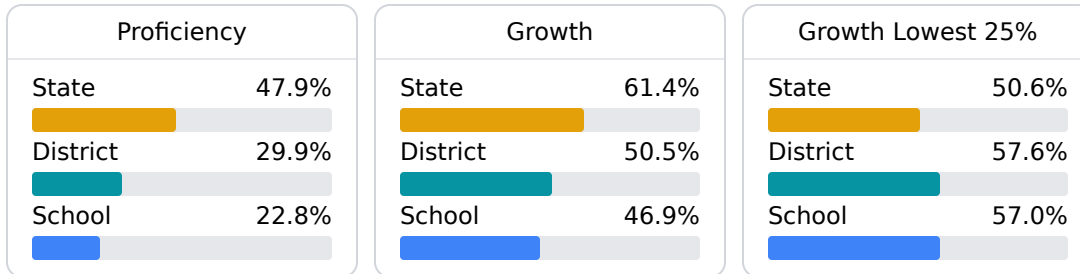 Proficiency
State 47.9%
District 29.9%
School 22.8%
Growth
State 61.4%
District 50.5%
School 46.9%
Growth Lowest 25%
State 50.6%
District 57.6%
School 57.0%